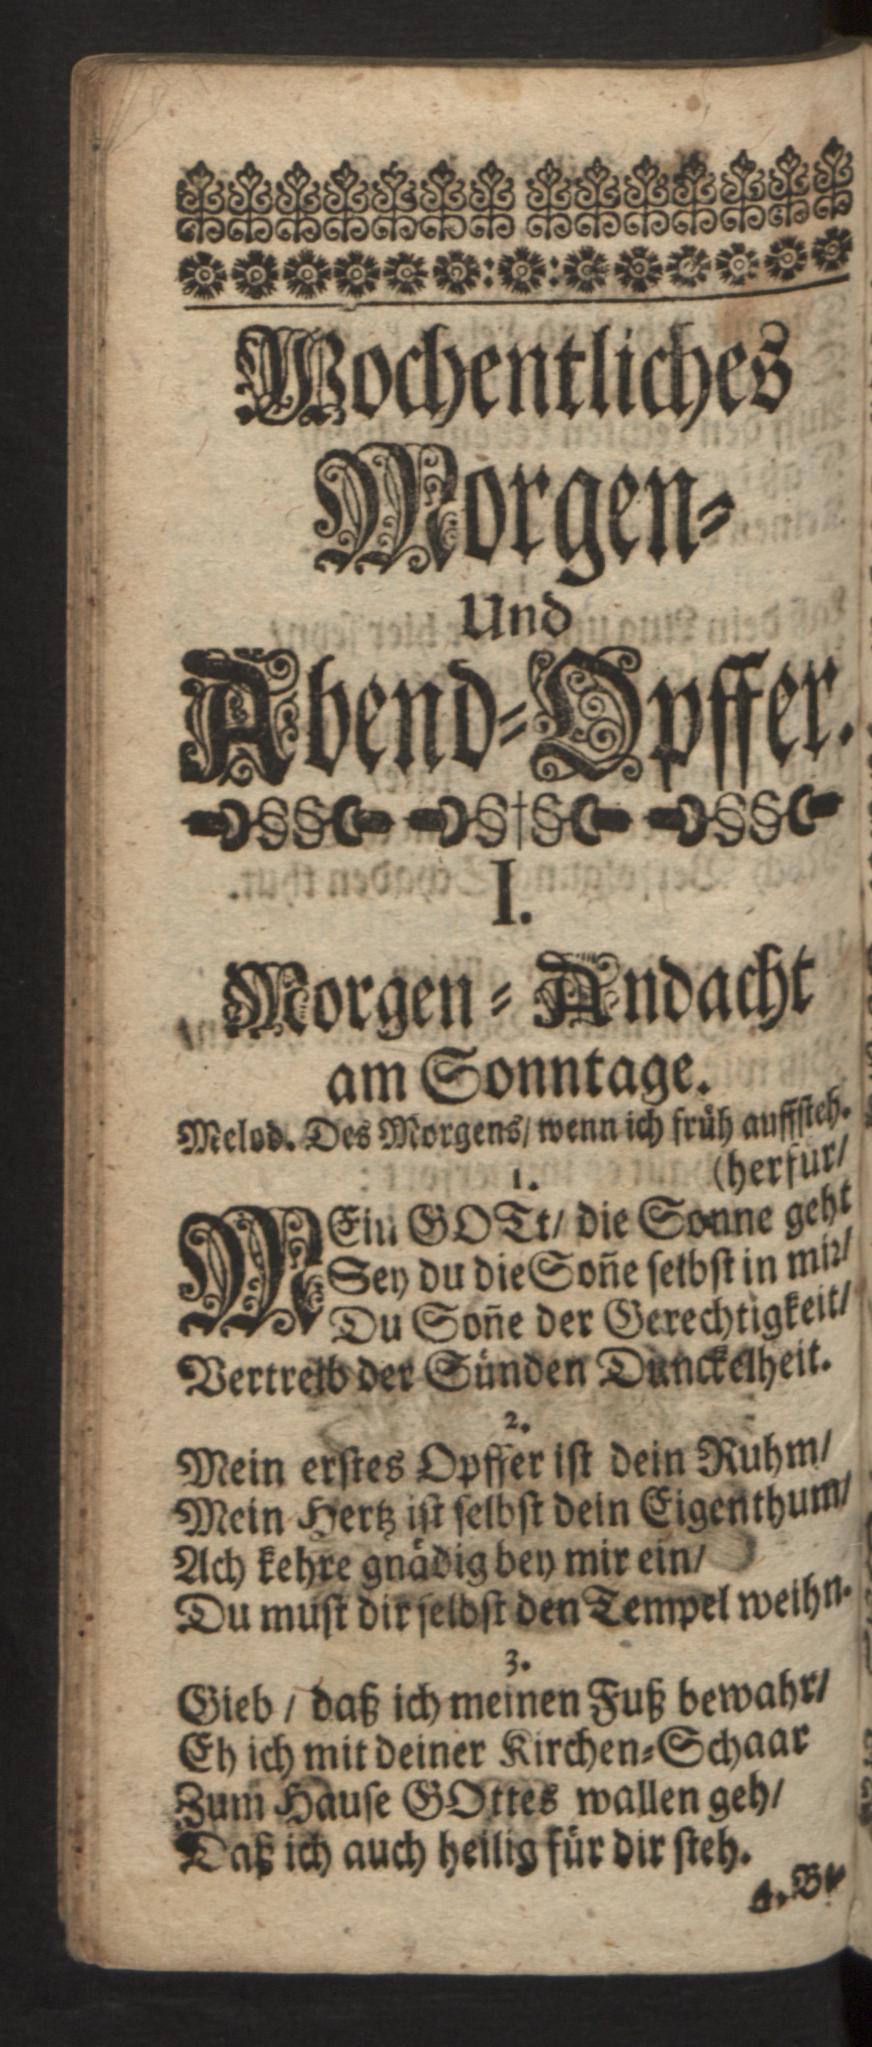 Wochentliches
Morgen-
Und
Abend-Opffer.
I.
Morgen-Andacht
am Sonntage.
Melod. Des Morgens/ wenn ich früh auffsteh.
1.
(herfür/
MEin GOTt/ die Sonne geht
Sey du die Soñe selbst in mir/
Du Soñe der Gerechtigkeit/
Vertreib der Sünden Dunckelheit.
2.
Mein erstes Opffer ist dein Ruhm/
Mein Hertz ist selbst dein Eigenthum/
Ach kehre gnädig bey mir ein/
Du must dir selbst den Tempel weihn.
3.
Gieb / daß ich meinen Fuß bewahr/
Eh ich mit deiner Kirchen-Schaar
Zum Hause GOttes wallen geh/
Daß ich auch heilig für dir steh.
4.